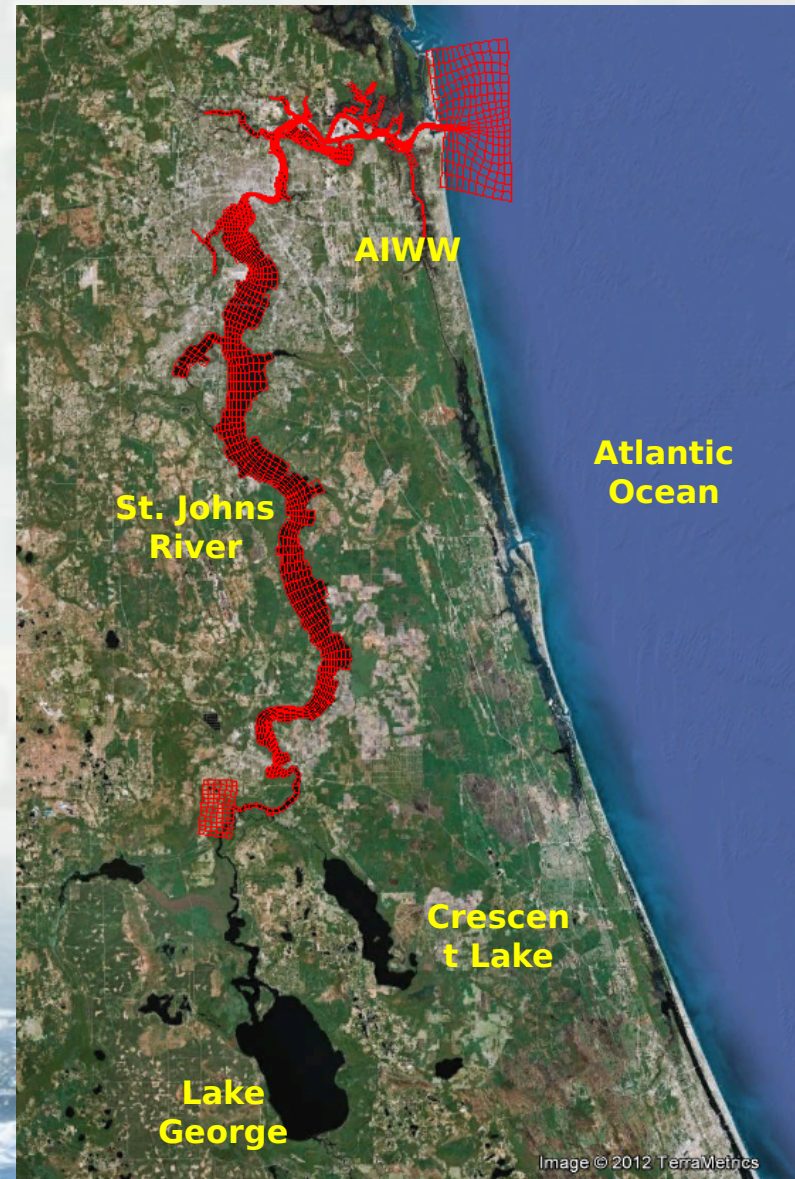 AIWW
Atlantic
Ocean
St. Johns
River
Crescen
t Lake
Lake
George
Image © 2012 TerraMetrics